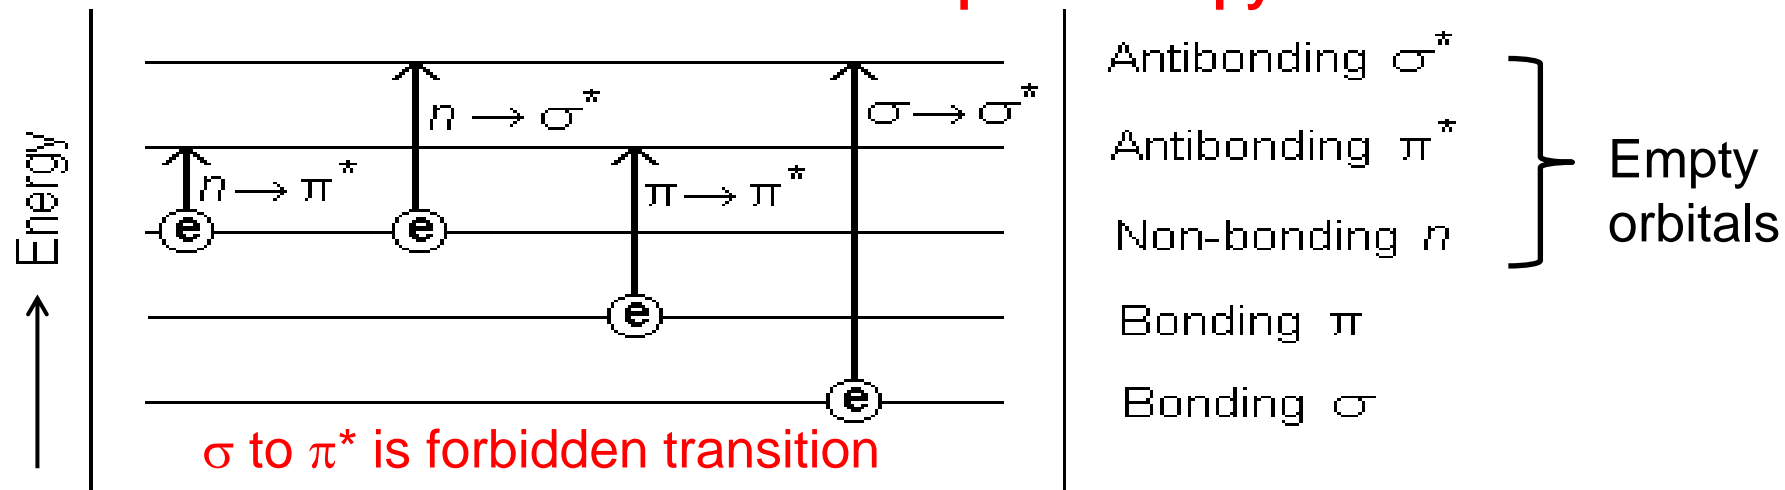 Energy
n → π*
n → σ*
π → π*
σ → σ*
e
e
e
e
σ to π* is forbidden transition
Antibonding σ*
Antibonding π*
Non-bonding n
Bonding π
Bonding σ
Empty
orbitals